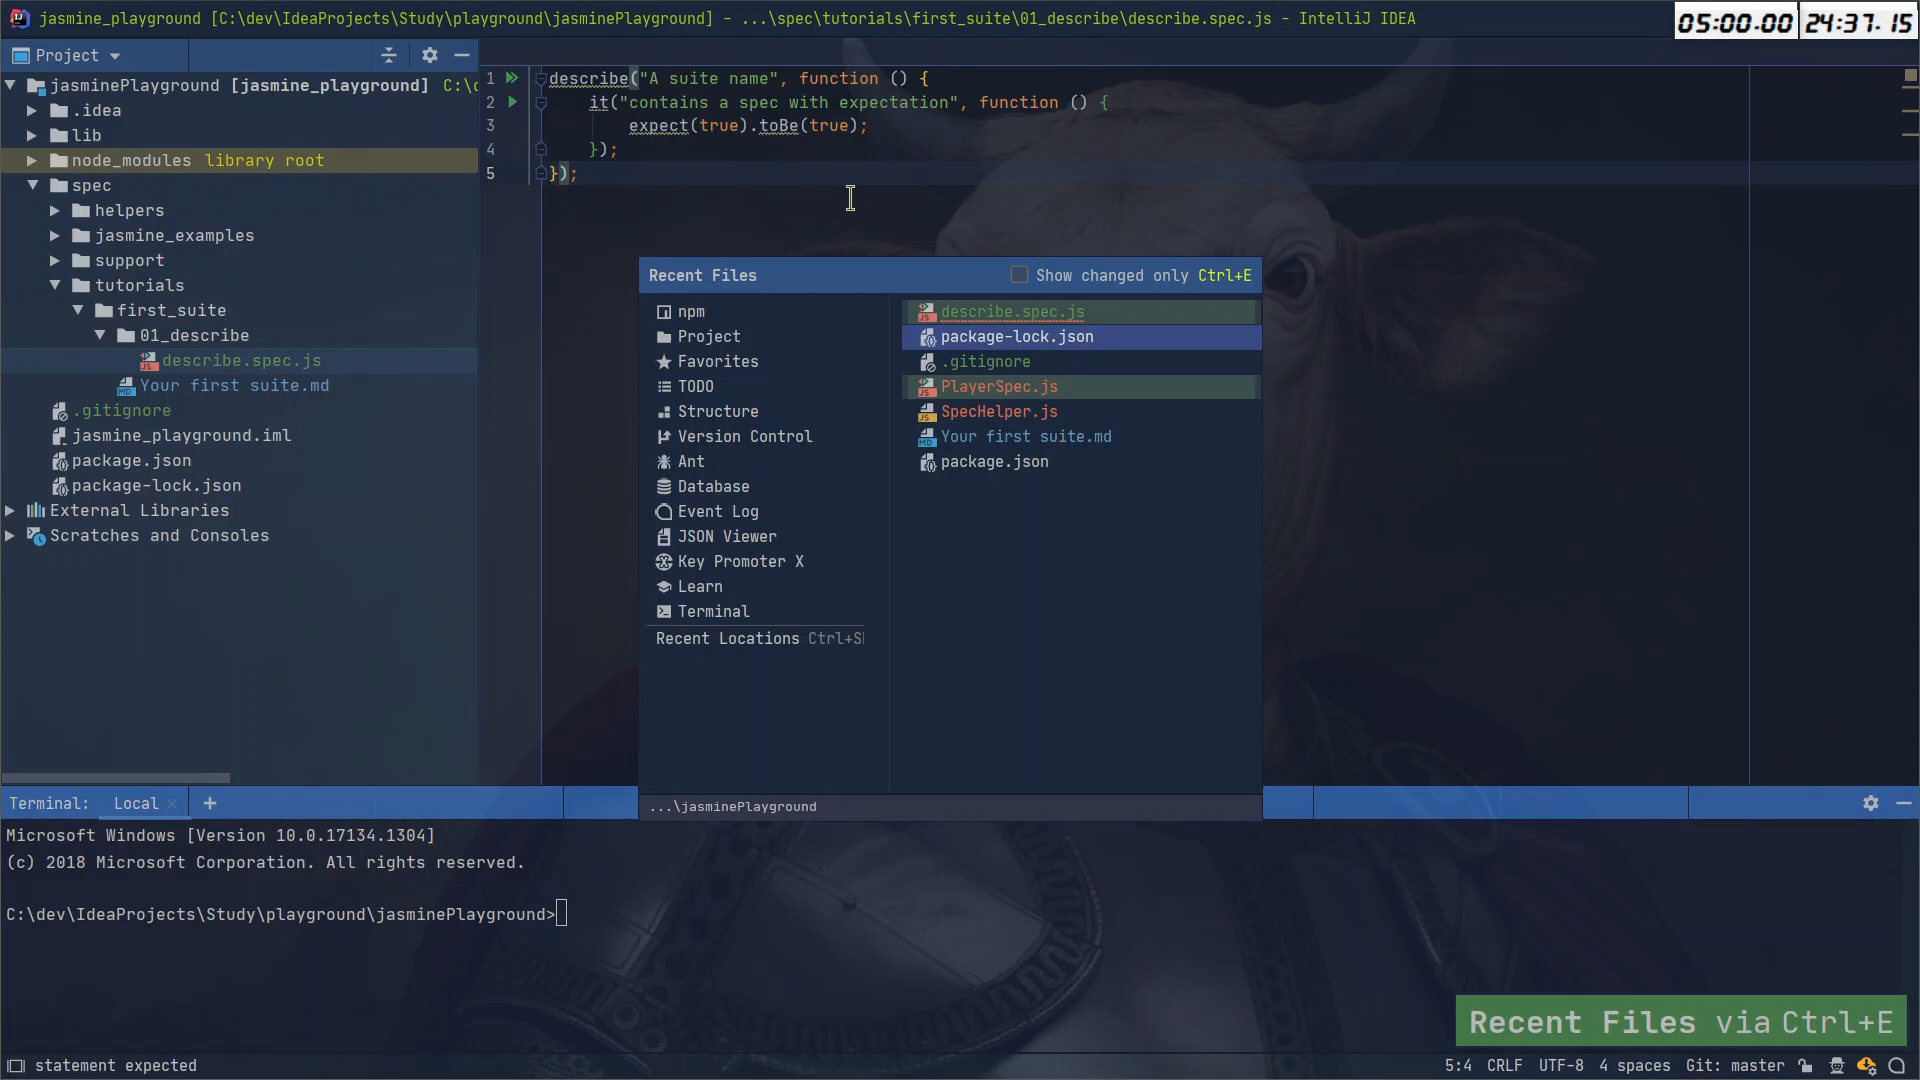 jasmine_playground [C:\dev\IdeaProjects\Study\playground\jasminePlayground] - ...\spec\tutorials\first_suite\01_describe\describe.spec.js - IntelliJ IDEA
05:00.00 24:37.15
Project
jasminePlayground [jasmine_playground] C:\d
.idea
lib
node_modules library root
spec
helpers
jasmine_examples
support
tutorials
first_suite
01_describe
describe.spec.js
Your first suite.md
.gitignore
jasmine_playground.iml
package.json
package-lock.json
External Libraries
Scratches and Consoles
1 describe("A suite name", function () {
2 it("contains a spec with expectation", function () {
3 expect(true).toBe(true);
4 });
5 });
Recent Files Show changed only Ctrl+E
npm
Project
Favorites
TODO
Structure
Version Control
Ant
Database
Event Log
JSON Viewer
Key Promoter X
Learn
Terminal
Recent Locations Ctrl+S
describe.spec.js
package-lock.json
.gitignore
PlayerSpec.js
SpecHelper.js
Your first suite.md
package.json
...\jasminePlayground
Terminal: Local
Microsoft Windows [Version 10.0.17134.1304]
(c) 2018 Microsoft Corporation. All rights reserved.
C:\dev\IdeaProjects\Study\playground\jasminePlayground>
Recent Files via Ctrl+E
statement expected 5:4 CRLF UTF-8 4 spaces Git: master